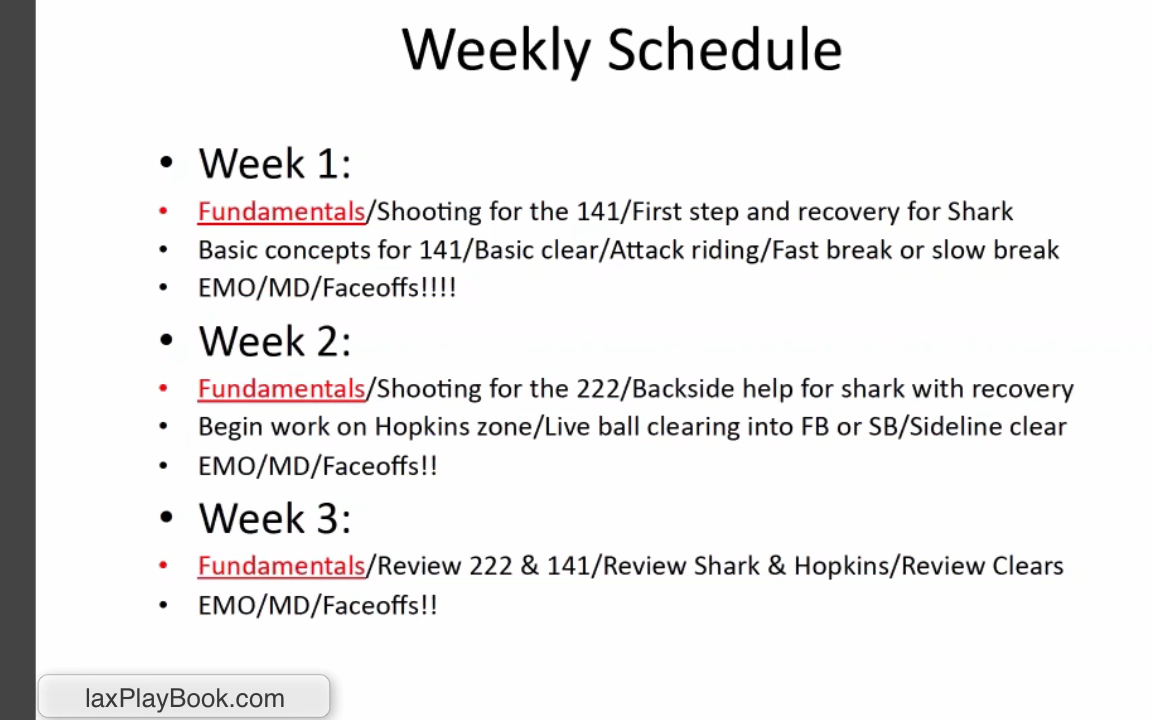 Weekly Schedule
• Week 1:
• Fundamentals/Shooting for the 141/First step and recovery for Shark
• Basic concepts for 141/Basic clear/Attack riding/Fast break or slow break
• EMO/MD/Faceoffs!!!!
• Week 2:
• Fundamentals/Shooting for the 222/Backside help for shark with recovery
• Begin work on Hopkins zone/Live ball clearing into FB or SB/Sideline clear
• EMO/MD/Faceoffs!!
• Week 3:
• Fundamentals/Review 222 & 141/Review Shark & Hopkins/Review Clears
• EMO/MD/Faceoffs!!
laxPlayBook.com